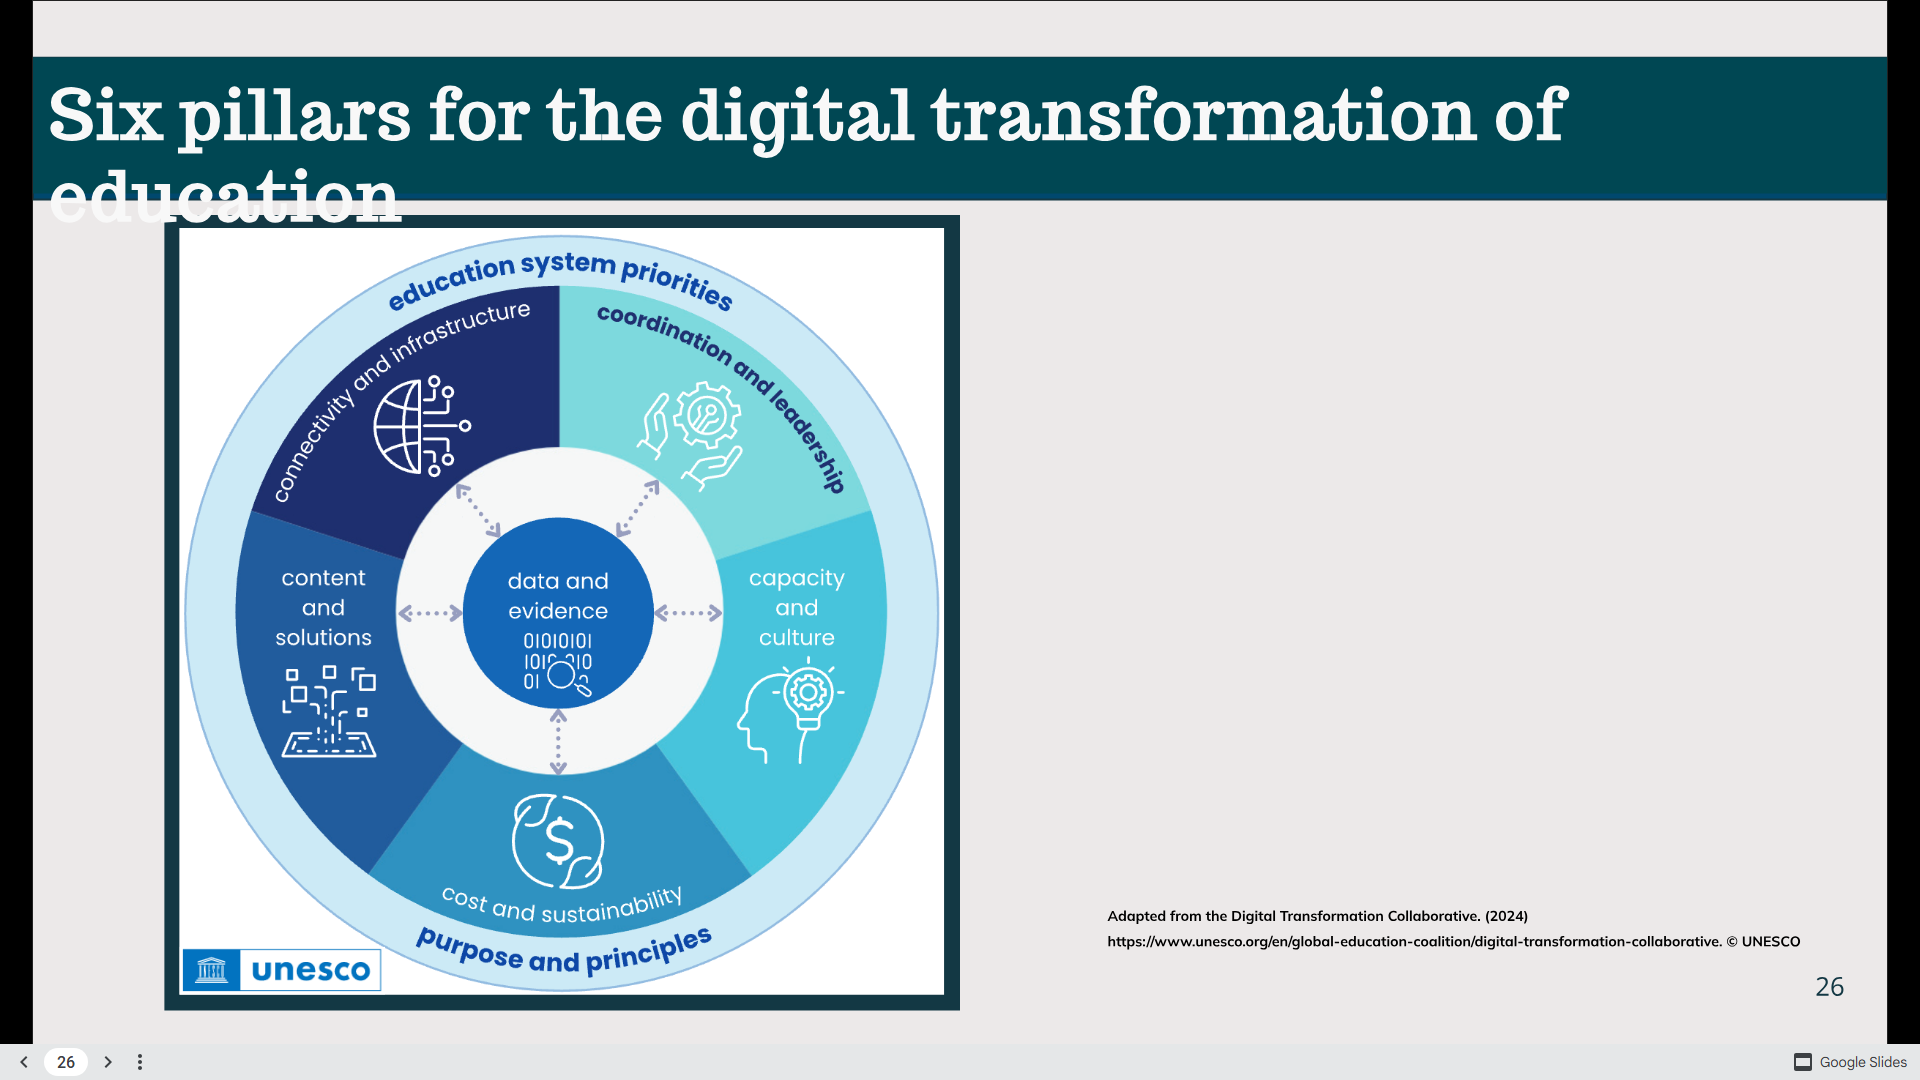 Six pillars for the digital transformation of
education
education system priorities
connectivity and infrastructure
coordination and leadership
content
and
solutions
data and
evidence
01010101
capacity
and
culture
cost and sustainability
purpose and principles
unesco
Adapted from the Digital Transformation Collaborative. (2024)
https://www.unesco.org/en/global-education-coalition/digital-transformation-collaborative. © UNESCO
26
26
Google Slides